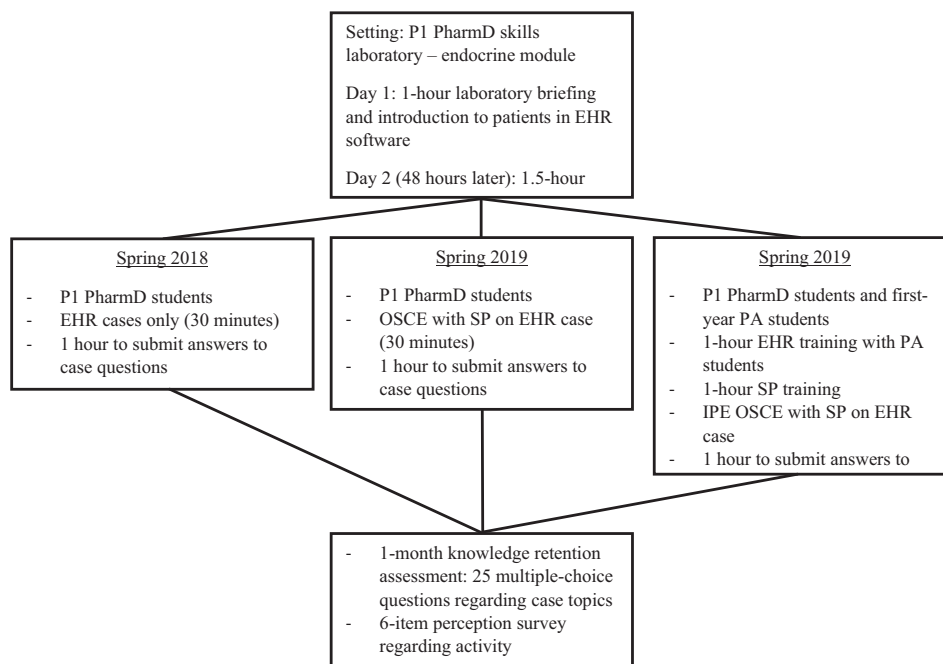 Setting: P1 PharmD skills
laboratory – endocrine module
Day 1: 1-hour laboratory briefing
and introduction to patients in EHR
software
Day 2 (48 hours later): 1.5-hour
Spring 2018
- P1 PharmD students
- EHR cases only (30 minutes)
- 1 hour to submit answers to
case questions
Spring 2019
- P1 PharmD students
- OSCE with SP on EHR case
(30 minutes)
- 1 hour to submit answers to
case questions
Spring 2019
- P1 PharmD students and first-
year PA students
- 1-hour EHR training with PA
students
- 1-hour SP training
- IPE OSCE with SP on EHR
case
- 1 hour to submit answers to
- 1-month knowledge retention
assessment: 25 multiple-choice
questions regarding case topics
- 6-item perception survey
regarding activity